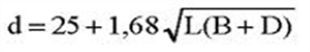 d = 25 + 1,68√L(B + D)